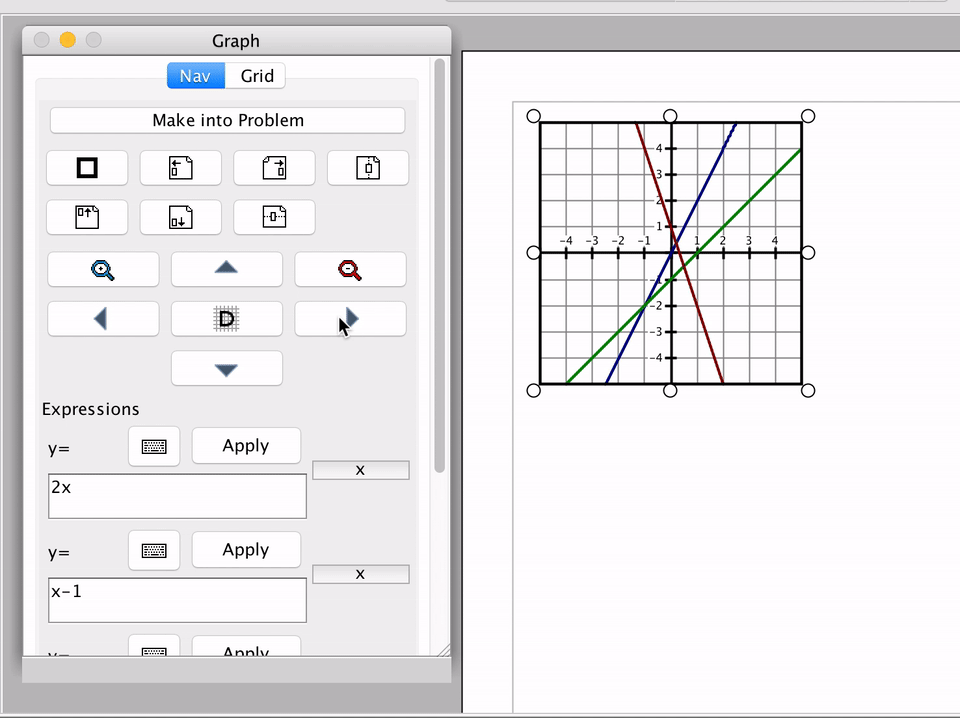 Graph
Nav Grid
Make into Problem
D
Expressions
y= Apply
x
2x
y= Apply
x
x-1
y= Apply
4
3
2
1
-4 -3 -2 -1 1 2 3 4
-1
-2
-3
-4